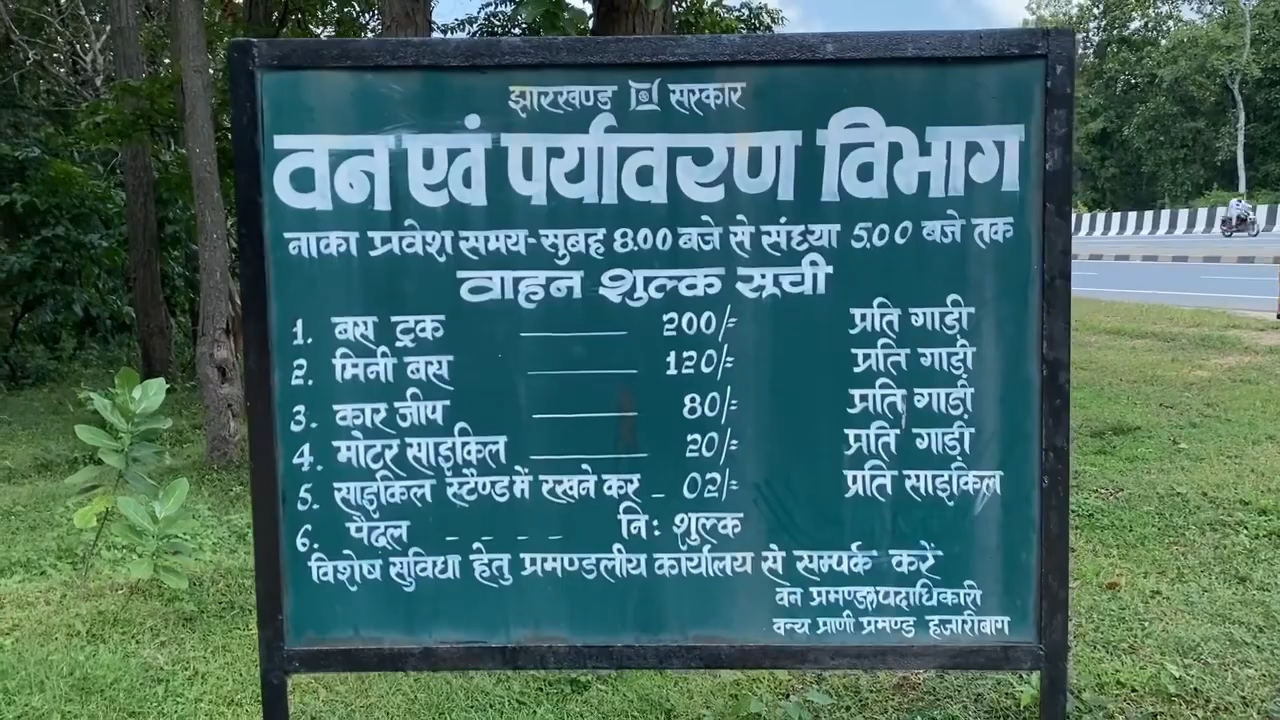 झारखण्ड सरकार
वन एवं पर्यावरण विभाग
नाका प्रवेश समय-सुबह 8.00 बजे से संध्या 5.00 बजे तक
वाहन शुल्क सूची
1. बस ट्रक ——— 200/= प्रति गाड़ी
2. मिनी बस ——— 120/= प्रति गाड़ी
3. कार जीप ——— 80/= प्रति गाड़ी
4. मोटर साइकिल ——— 20/= प्रति गाड़ी
5. साइकिल स्टैण्ड में रखने कर _ 02/= प्रति साइकिल
6. पैदल - - - - नि: शुल्क
विशेष सुविधा हेतु प्रमण्डलीय कार्यालय से सम्पर्क करें
वन प्रमण्डल पदाधिकारी
वन्य प्राणी प्रमण्ड हजारीबाग